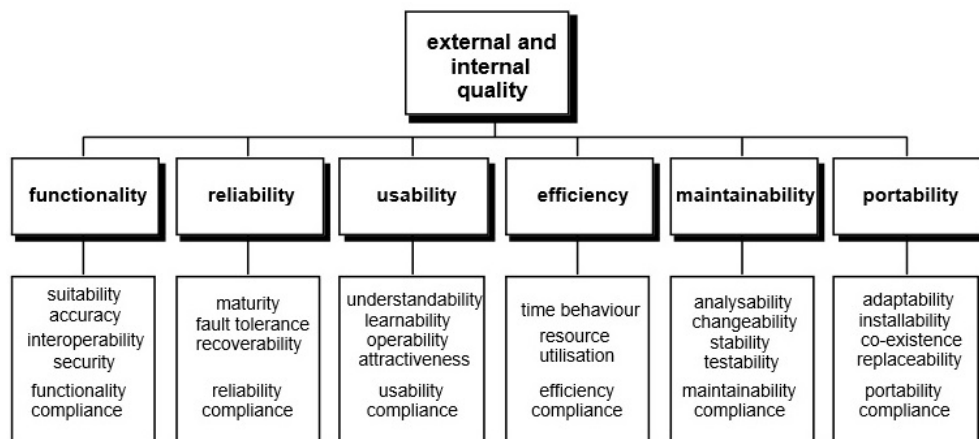 external and
internal
quality
functionality
reliability
usability
efficiency
maintainability
portability
suitability
accuracy
interoperability
security
functionality
compliance
maturity
fault tolerance
recoverability
reliability
compliance
understandability
learnability
operability
attractiveness
usability
compliance
time behaviour
resource
utilisation
efficiency
compliance
analysability
changeability
stability
testability
maintainability
compliance
adaptability
installability
co-existence
replaceability
portability
compliance